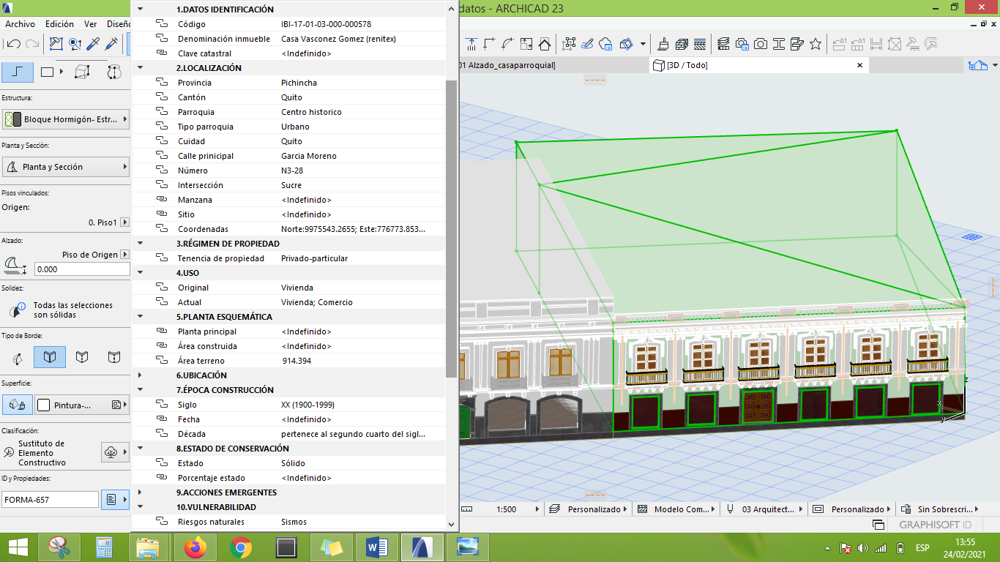 datos - ARCHICAD 23
Archivo Edición Ver Diseñ
01 Alzado_casaparroquial]
[3D / Todo]
Estructura:
Bloque Hormigón- Estr...
Planta y Sección:
Planta y Sección
Pisos vinculados:
Origen:
0. Piso1
Alzado:
Piso de Origen
0.000
Solidez:
Todas las selecciones
son sólidas
Tipo de Borde:
Superficie:
Pintura-...
Clasificación:
Sustituto de
Elemento
Constructivo
ID y Propiedades:
FORMA-657
1.DATOS IDENTIFICACIÓN
Código IBI-17-01-03-000-000578
Denominación inmueble Casa Vasconez Gomez (renitex)
Clave catastral <Indefinido>
2.LOCALIZACIÓN
Provincia Pichincha
Cantón Quito
Parroquia Centro historico
Tipo parroquia Urbano
Cuidad Quito
Calle prinicipal Garcia Moreno
Número N3-28
Intersección Sucre
Manzana <Indefinido>
Sitio <Indefinido>
Coordenadas Norte:9975543.2655; Este:776773.853...
3.RÉGIMEN DE PROPIEDAD
Tenencia de propiedad Privado-particular
4.USO
Original Vivienda
Actual Vivienda; Comercio
5.PLANTA ESQUEMÁTICA
Planta principal <Indefinido>
Área construida <Indefinido>
Área terreno 914.394
6.UBICACIÓN
7.ÉPOCA CONSTRUCCIÓN
Siglo XX (1900-1999)
Fecha <Indefinido>
Década pertenece al segundo cuarto del sigl...
8.ESTADO DE CONSERVACIÓN
Estado Sólido
Porcentaje estado <Indefinido>
9.ACCIONES EMERGENTES
10.VULNERABILIDAD
Riesgos naturales Sismos
z
x
y
1:500 Personalizado Modelo Com... 03 Arquitect... Personalizado Sin Sobrescri...
GRAPHISOFT ID
ESP
13:55
24/02/2021